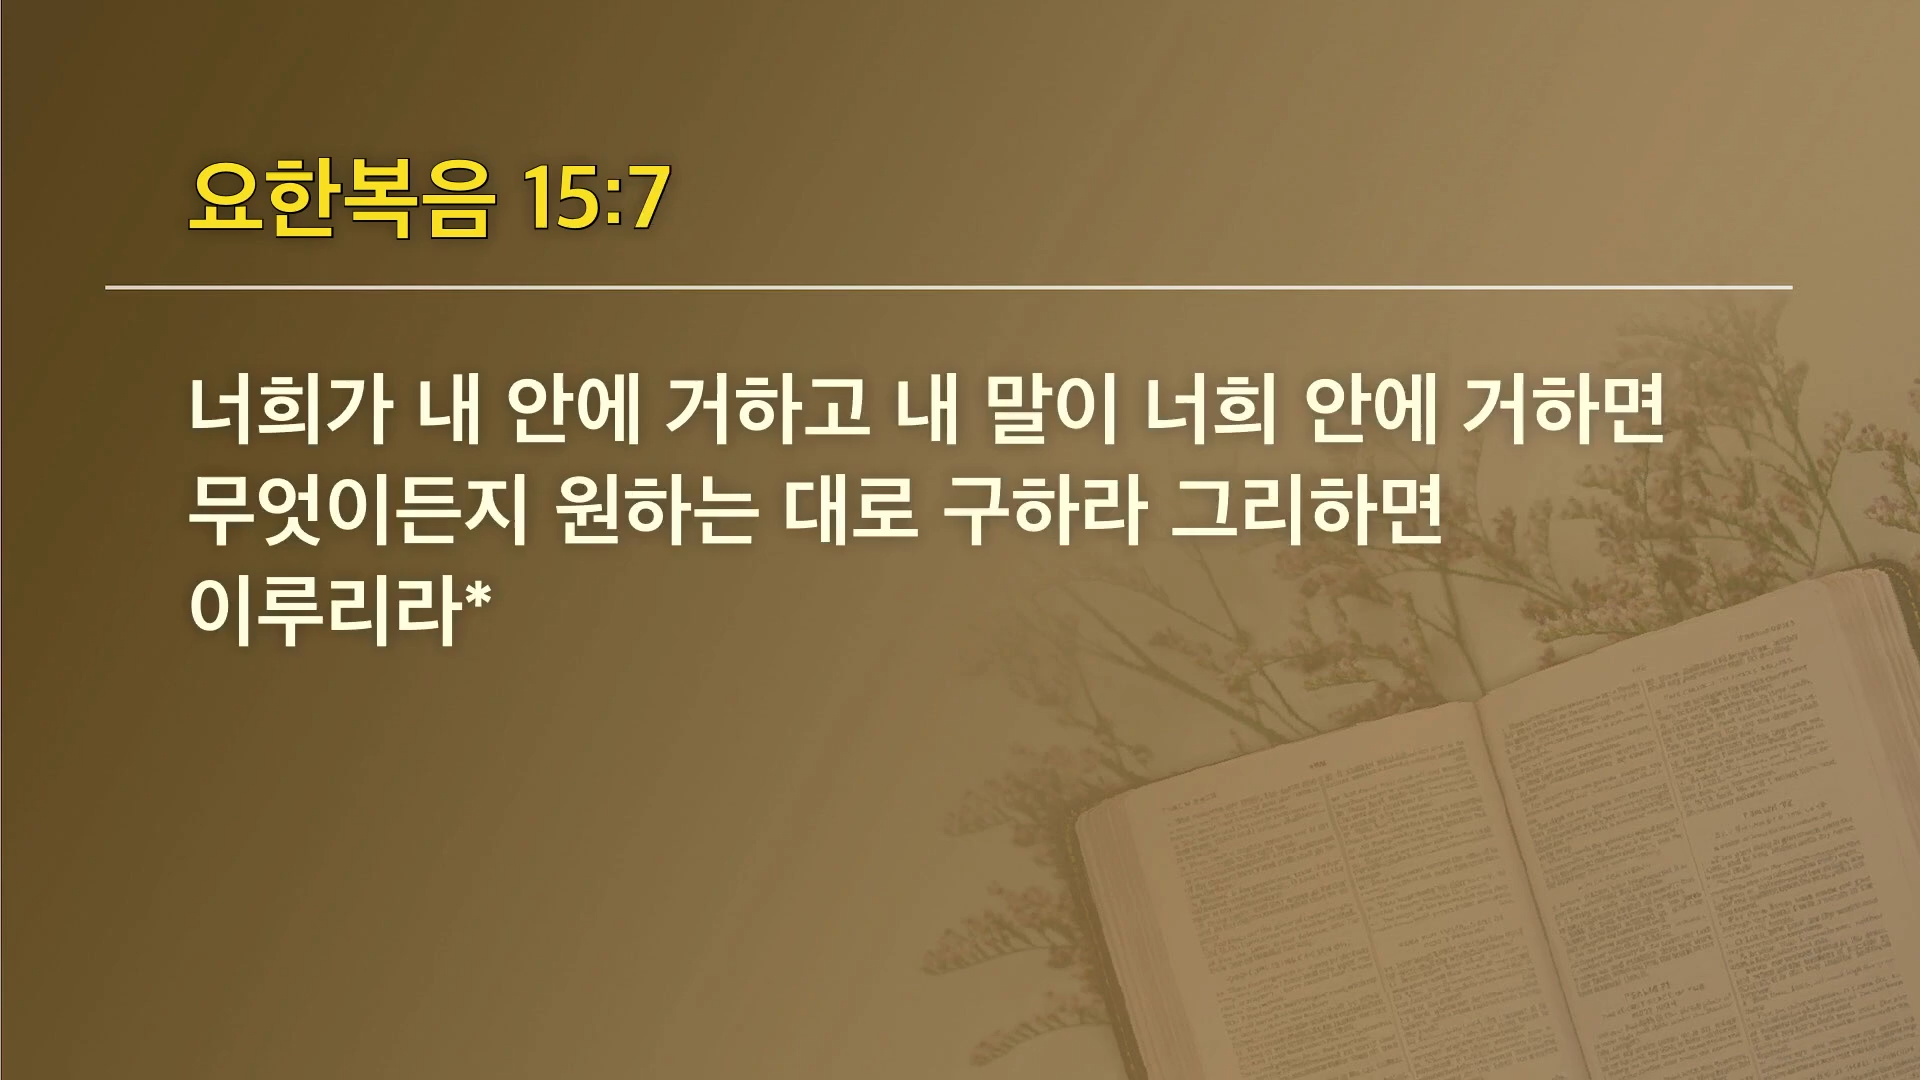 요한복음 15:7
너희가 내 안에 거하고 내 말이 너희 안에 거하면
무엇이든지 원하는 대로 구하라 그리하면
이루리라*